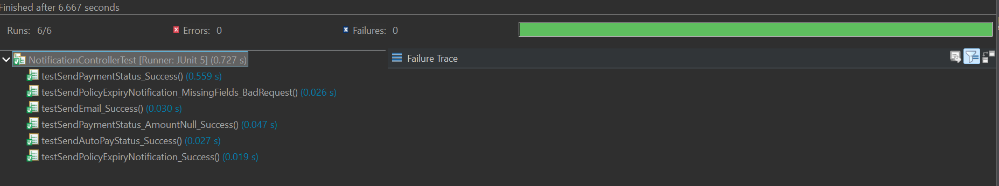 Finished after 6.667 seconds
Runs: 6/6 Errors: 0 Failures: 0
NotificationControllerTest [Runner: JUnit 5] (0.727 s)
Failure Trace
testSendPaymentStatus_Success() (0.559 s)
testSendPolicyExpiryNotification_MissingFields_BadRequest() (0.026 s)
testSendEmail_Success() (0.030 s)
testSendPaymentStatus_AmountNull_Success() (0.047 s)
testSendAutoPayStatus_Success() (0.027 s)
testSendPolicyExpiryNotification_Success() (0.019 s)